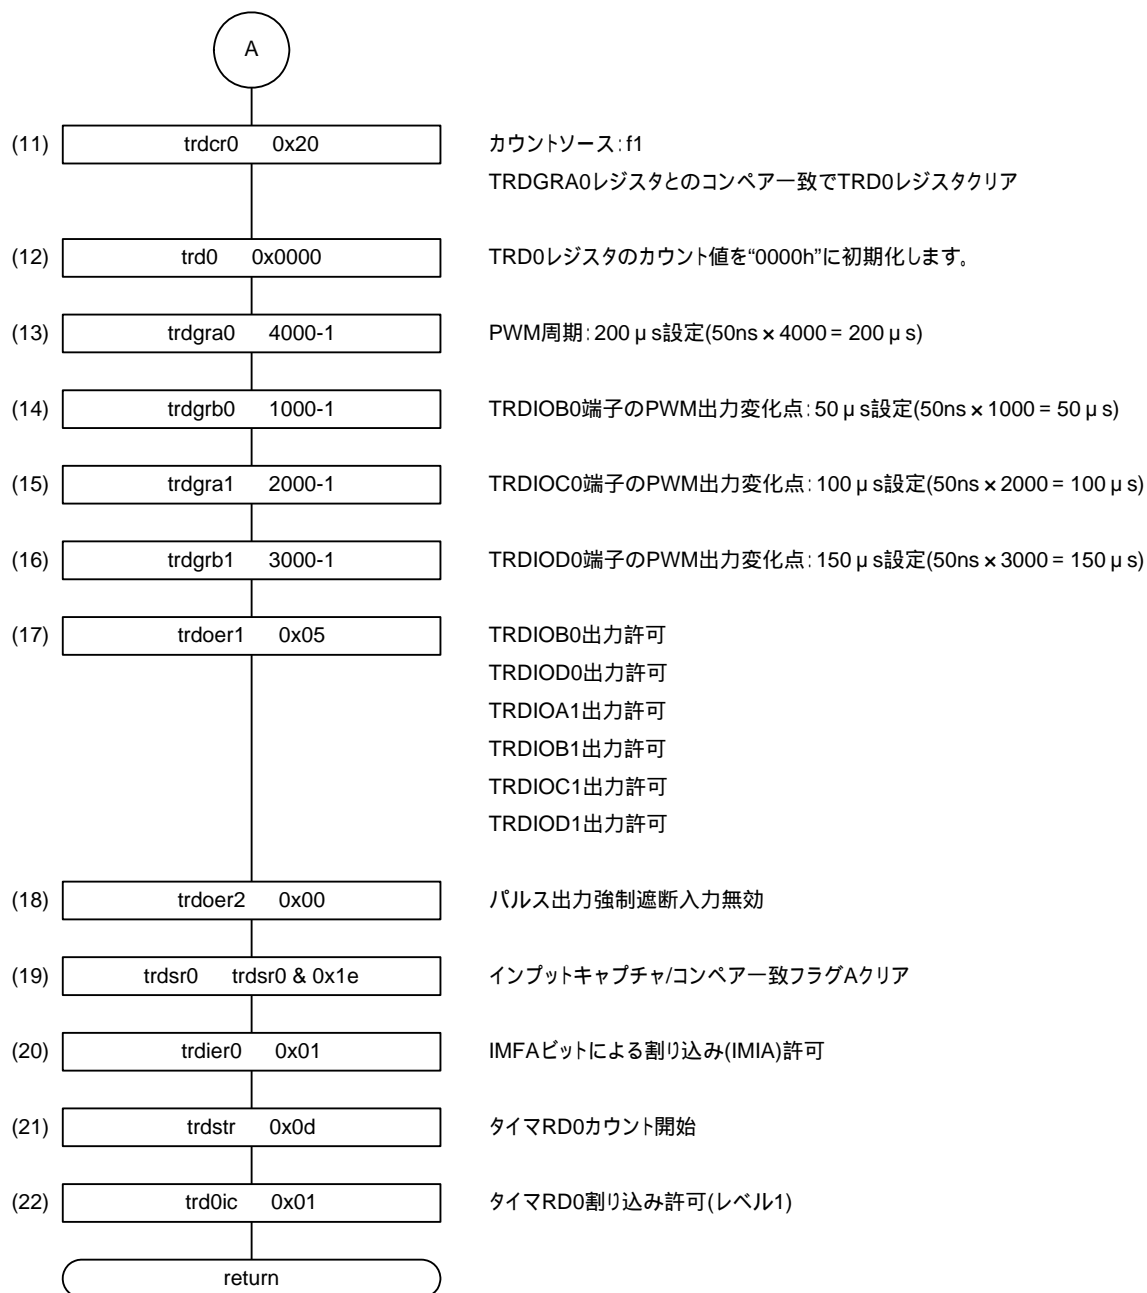 A
(11) trdcr0 0x20 カウントソース:f1
TRDGRA0レジスタとのコンペア一致でTRD0レジスタクリア
(12) trd0 0x0000 TRD0レジスタのカウント値を“0000h”に初期化します。
(13) trdgra0 4000-1 PWM周期:200μs設定(50ns×4000=200μs)
(14) trdgrb0 1000-1 TRDIOB0端子のPWM出力変化点:50μs設定(50ns×1000=50μs)
(15) trdgra1 2000-1 TRDIOC0端子のPWM出力変化点:100μs設定(50ns×2000=100μs)
(16) trdgrb1 3000-1 TRDIOD0端子のPWM出力変化点:150μs設定(50ns×3000=150μs)
(17) trdoer1 0x05 TRDIOB0出力許可
TRDIOD0出力許可
TRDIOA1出力許可
TRDIOB1出力許可
TRDIOC1出力許可
TRDIOD1出力許可
(18) trdoer2 0x00 パルス出力強制遮断入力無効
(19) trdsr0 trdsr0 & 0x1e インプットキャプチャ/コンペア一致フラグAクリア
(20) trdier0 0x01 IMFAビットによる割り込み(IMIA)許可
(21) trdstr 0x0d タイマRD0カウント開始
(22) trd0ic 0x01 タイマRD0割り込み許可(レベル1)
return